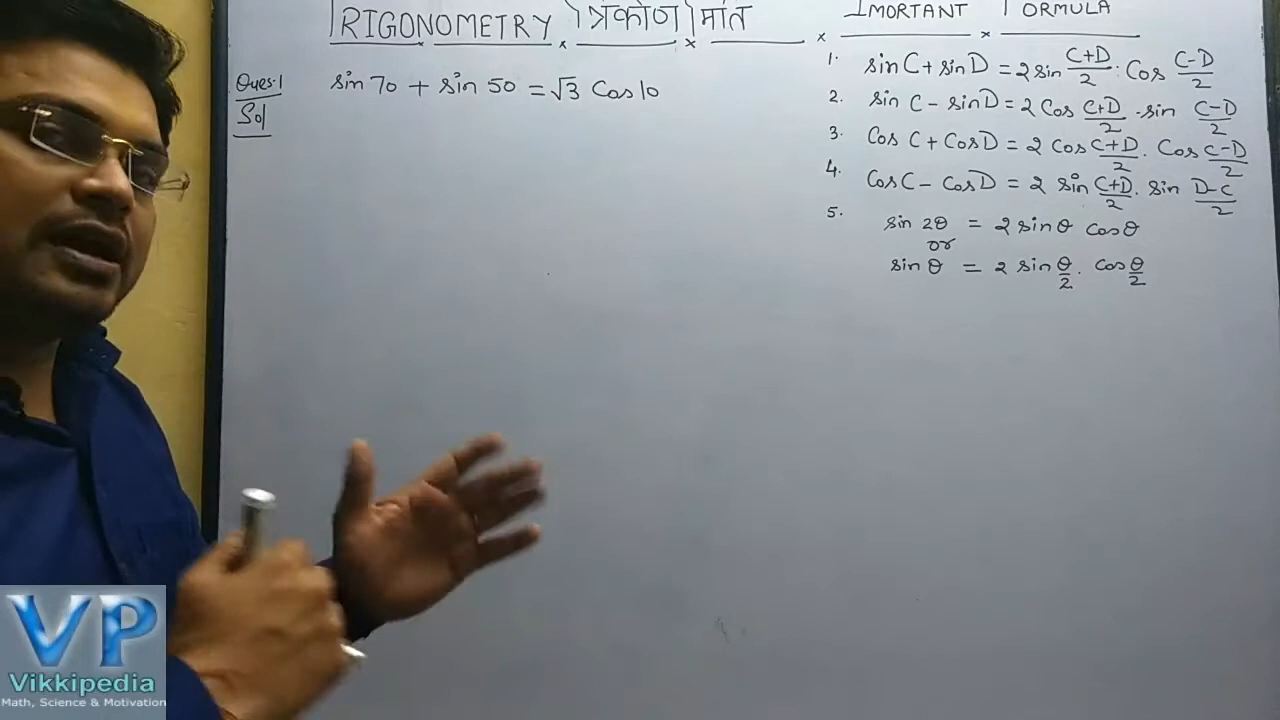 TRIGONOMETRY त्रिकोणमिति
Ques.1 sin 70 + sin 50 = √3 Cos 10
Sol
IMORTANT FORMULA
1. sin C + sin D = 2 sin C+D/2 . Cos C-D/2
2. sin C - sin D = 2 Cos C+D/2 . sin C-D/2
3. Cos C + Cos D = 2 Cos C+D/2 . Cos C-D/2
4. Cos C - Cos D = 2 sin C+D/2 . sin D-C/2
5. sin 2θ = 2 sin θ cos θ
or
sin θ = 2 sin θ/2 . cos θ/2
VP
Vikkipedia
Math, Science & Motivation